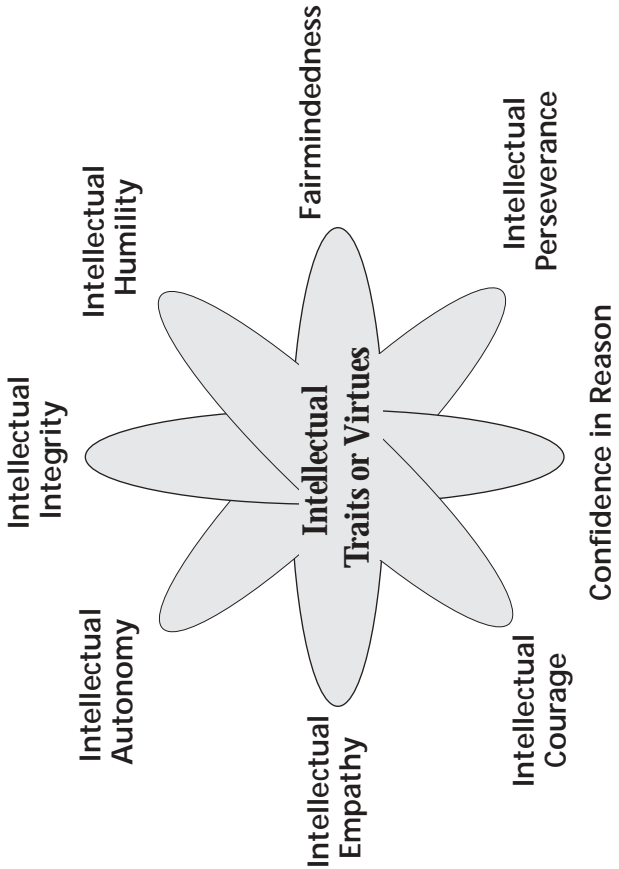 Intellectual
Integrity
Intellectual
Autonomy
Intellectual
Humility
Intellectual
Empathy
Intellectual
Traits or Virtues
Fairmindedness
Intellectual
Courage
Intellectual
Perseverance
Confidence in Reason